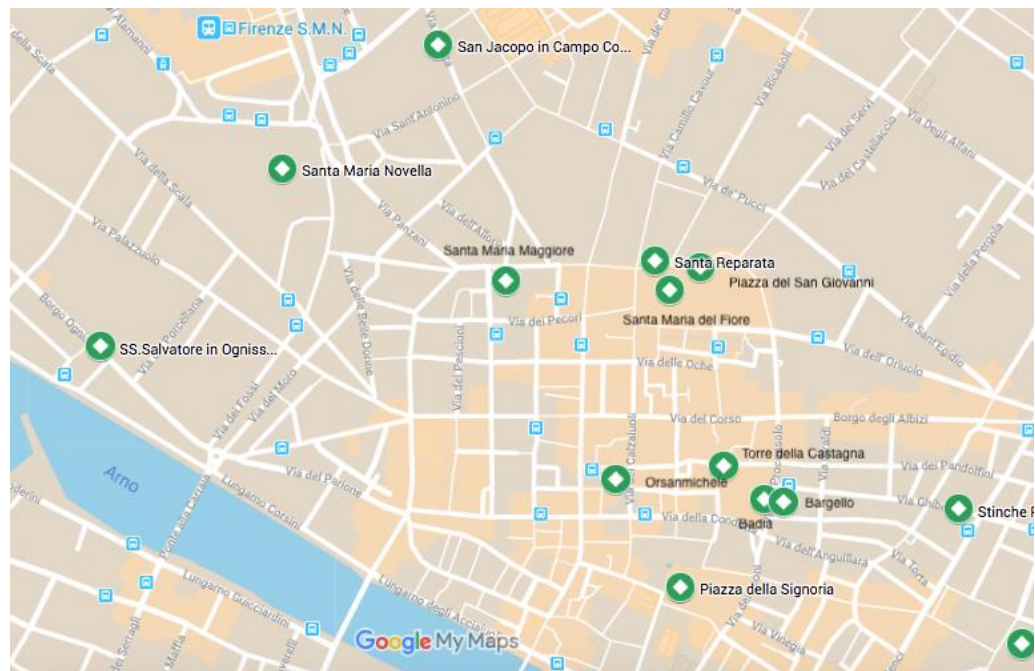 Firenze S.M.N.
San Jacopo in Campo Co...
Via Sant'Antonino
Via Camillo Cavour
Via Ricasoli
Via dei Servi
Via del Castellaccio
Via Degli Alfani
Via della Scala
Santa Maria Novella
Via de' Pucci
Via Palazzuolo
Via Panzani
Via dell'Alloro
Via della Pergola
Santa Maria Maggiore
Santa Reparata
Piazza del San Giovanni
Santa Maria del Fiore
Via delle Belle Donne
Via dei Pecori
Via dei Pescioni
Via delle Oche
Via Sant'Egidio
Via dell'Oriuolo
Borgo Ogni
Via del Porcellana
SS.Salvatore in Ogniss...
Via dei Fossi
Via del Moro
Via del Corso
Borgo degli Albizi
Torre della Castagna
Via dei Pandolfini
Arno
Ponte alla Carraia
Lungarno Corsini
Via del Parione
Orsanmichele
Bargello
Badia
Via della Con
Via Ghib
Stinche
Via dell'Anguillara
Via Torta
Piazza della Signoria
Lungarno Guicciardini
Lungarno degli Acciaiuoli
Via dei Serragli
Via Maffia
Via Vinegia
Google My Maps